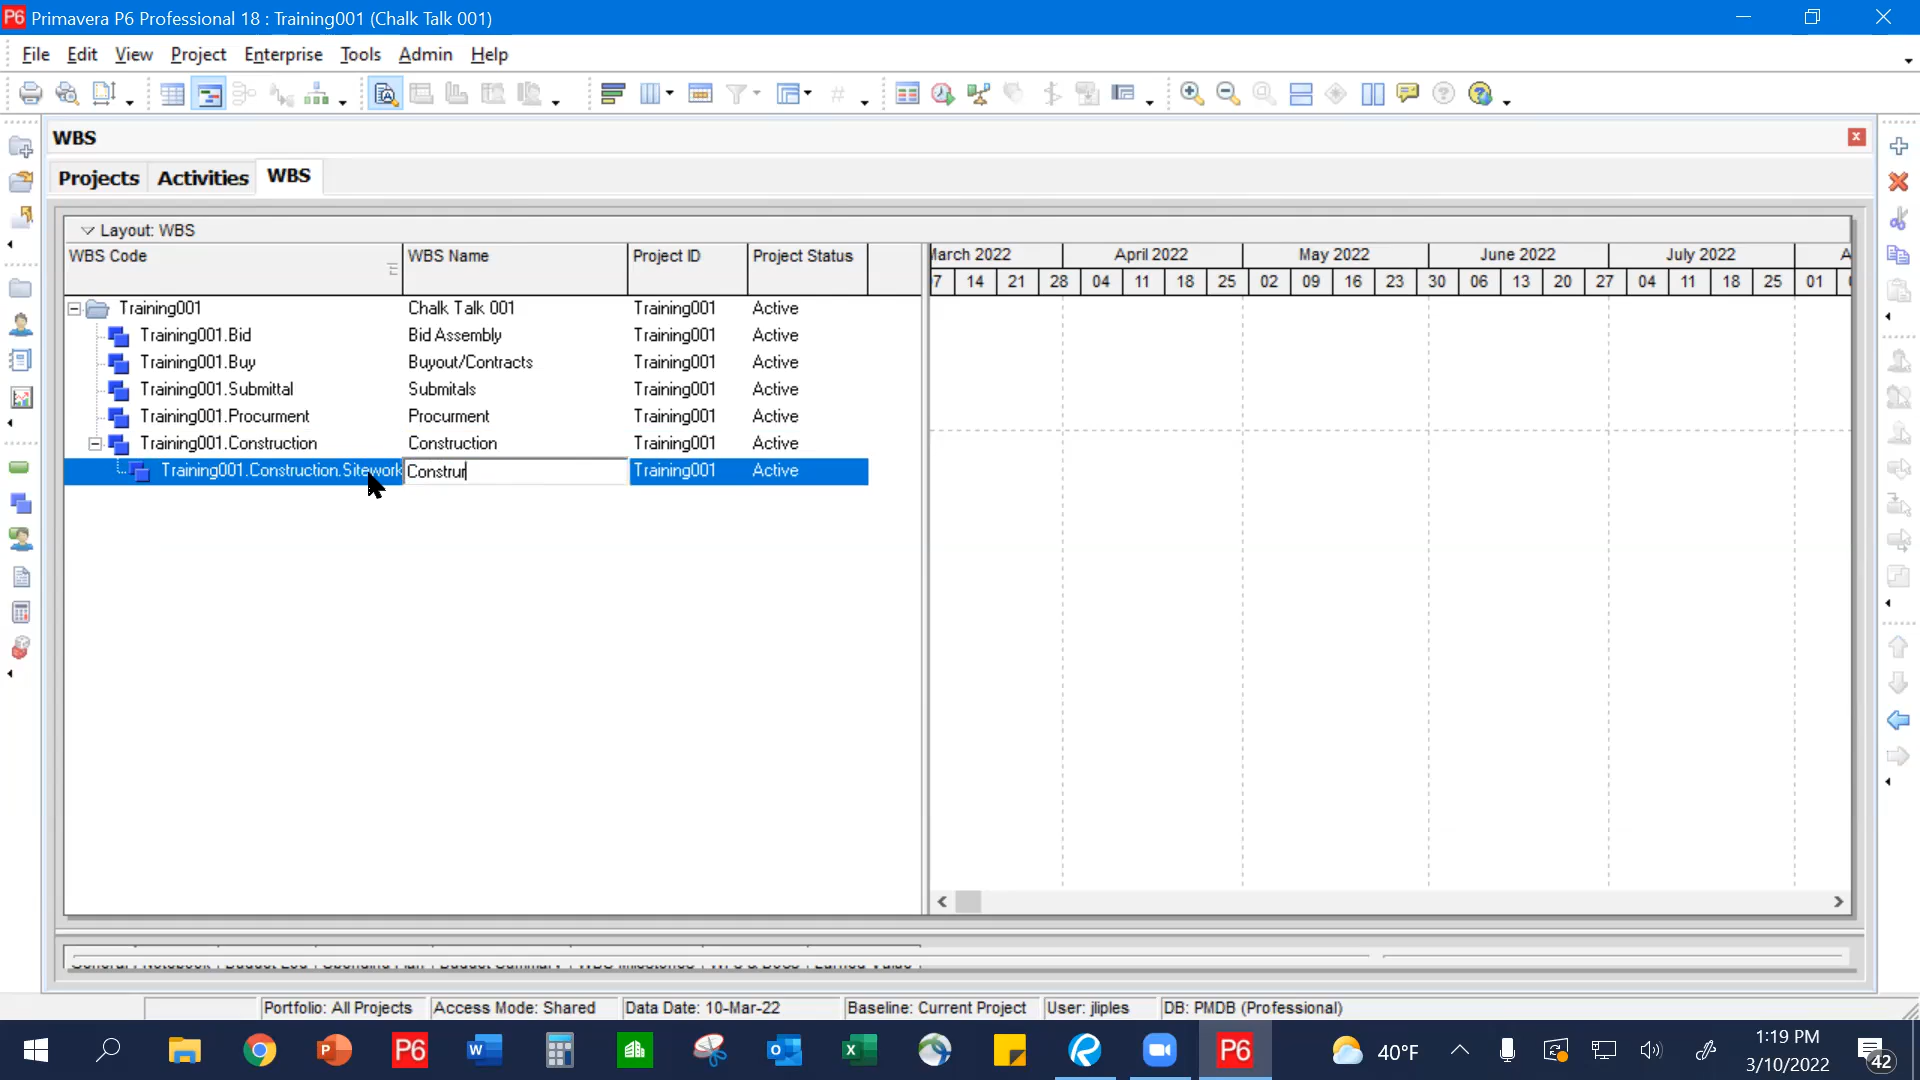 P6 Primavera P6 Professional 18 : Training001 (Chalk Talk 001)
File Edit View Project Enterprise Tools Admin Help
WBS
Projects Activities WBS
Layout: WBS
WBS Code WBS Name Project ID Project Status March 2022 April 2022 May 2022 June 2022 July 2022 A
7 14 21 28 04 11 18 25 02 09 16 23 30 06 13 20 27 04 11 18 25 01
Training001 Chalk Talk 001 Training001 Active
Training001.Bid Bid Assembly Training001 Active
Training001.Buy Buyout/Contracts Training001 Active
Training001.Submittal Submitals Training001 Active
Training001.Procurment Procurment Training001 Active
Training001.Construction Construction Training001 Active
Training001.Construction.Sitework Construr Training001 Active
Portfolio: All Projects Access Mode: Shared Data Date: 10-Mar-22 Baseline: Current Project User: jliples DB: PMDB (Professional)
P6 P6 40°F 1:19 PM
3/10/2022 42